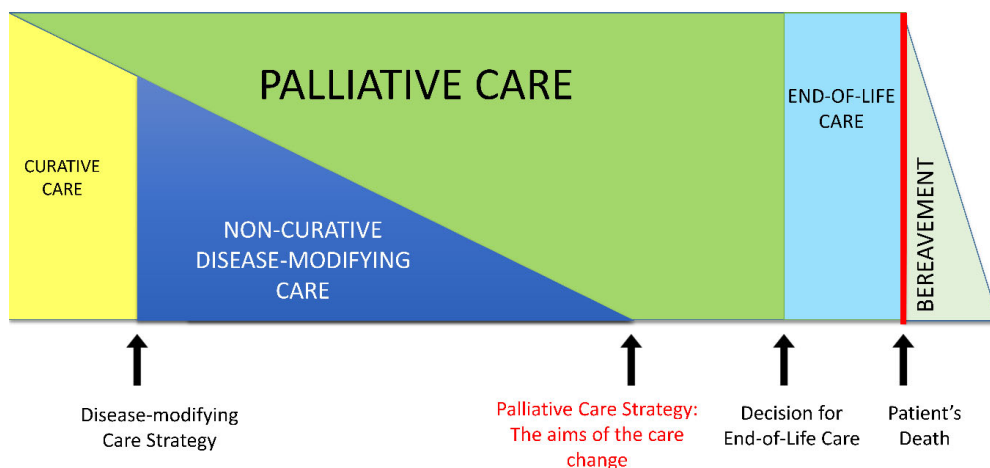 PALLIATIVE CARE
END-OF-LIFE
CARE
CURATIVE
CARE
NON-CURATIVE
DISEASE-MODIFYING
CARE
BEREAVEMENT
Disease-modifying
Care Strategy
Palliative Care Strategy:
The aims of the care
change
Decision for
End-of-Life Care
Patient's
Death